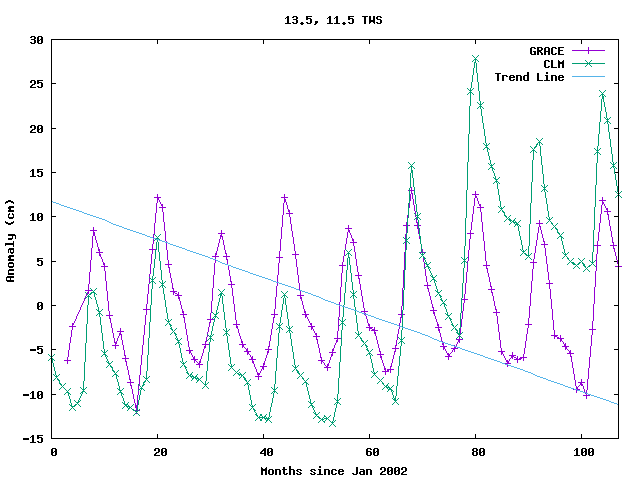 13.5, 11.5 TWS
GRACE
CLM
Trend Line
30
25
20
15
10
5
0
-5
-10
-15
Anomaly (cm)
0 20 40 60 80 100
Months since Jan 2002